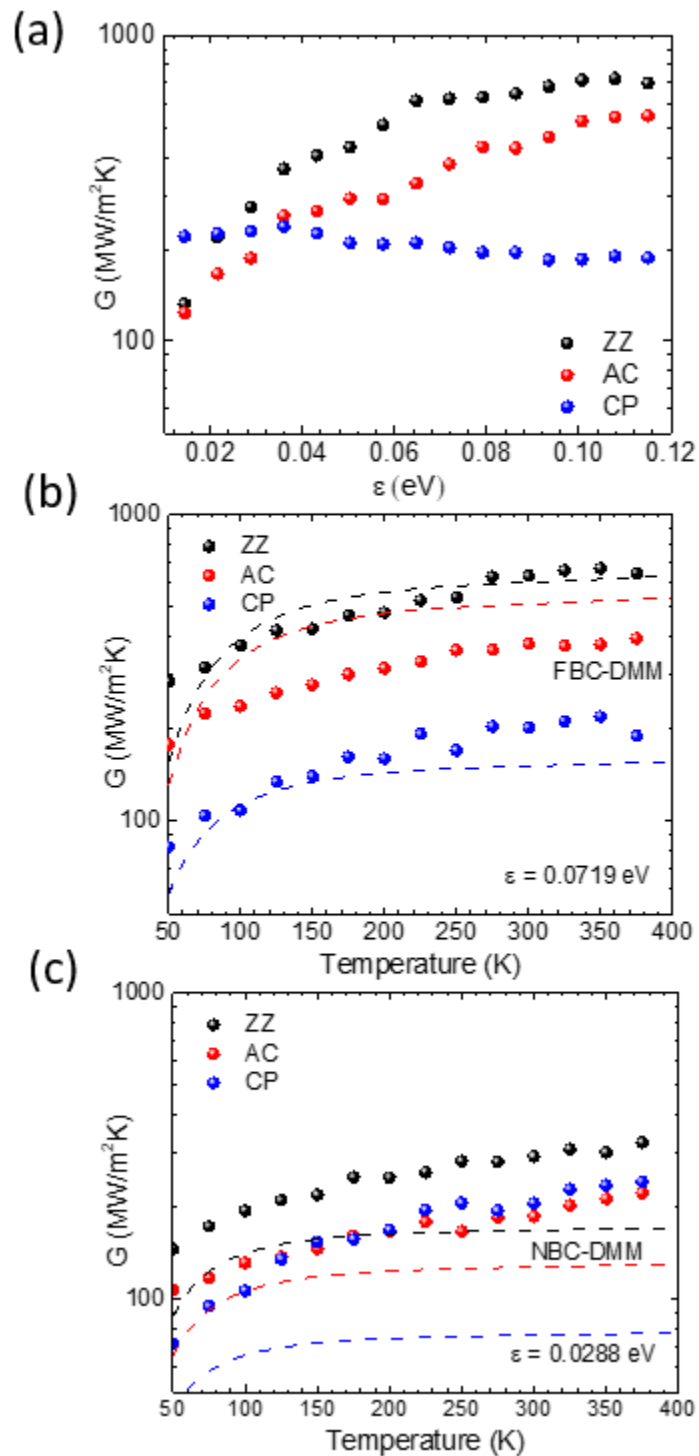 (a)
1000
100
G (MW/m²K)
ZZ
AC
CP
0.02 0.04 0.06 0.08 0.10 0.12
ε (eV)
(b)
1000
100
G (MW/m²K)
ZZ
AC
CP
FBC-DMM
ε = 0.0719 eV
50 100 150 200 250 300 350 400
Temperature (K)
(c)
1000
100
G (MW/m²K)
ZZ
AC
CP
NBC-DMM
ε = 0.0288 eV
50 100 150 200 250 300 350 400
Temperature (K)